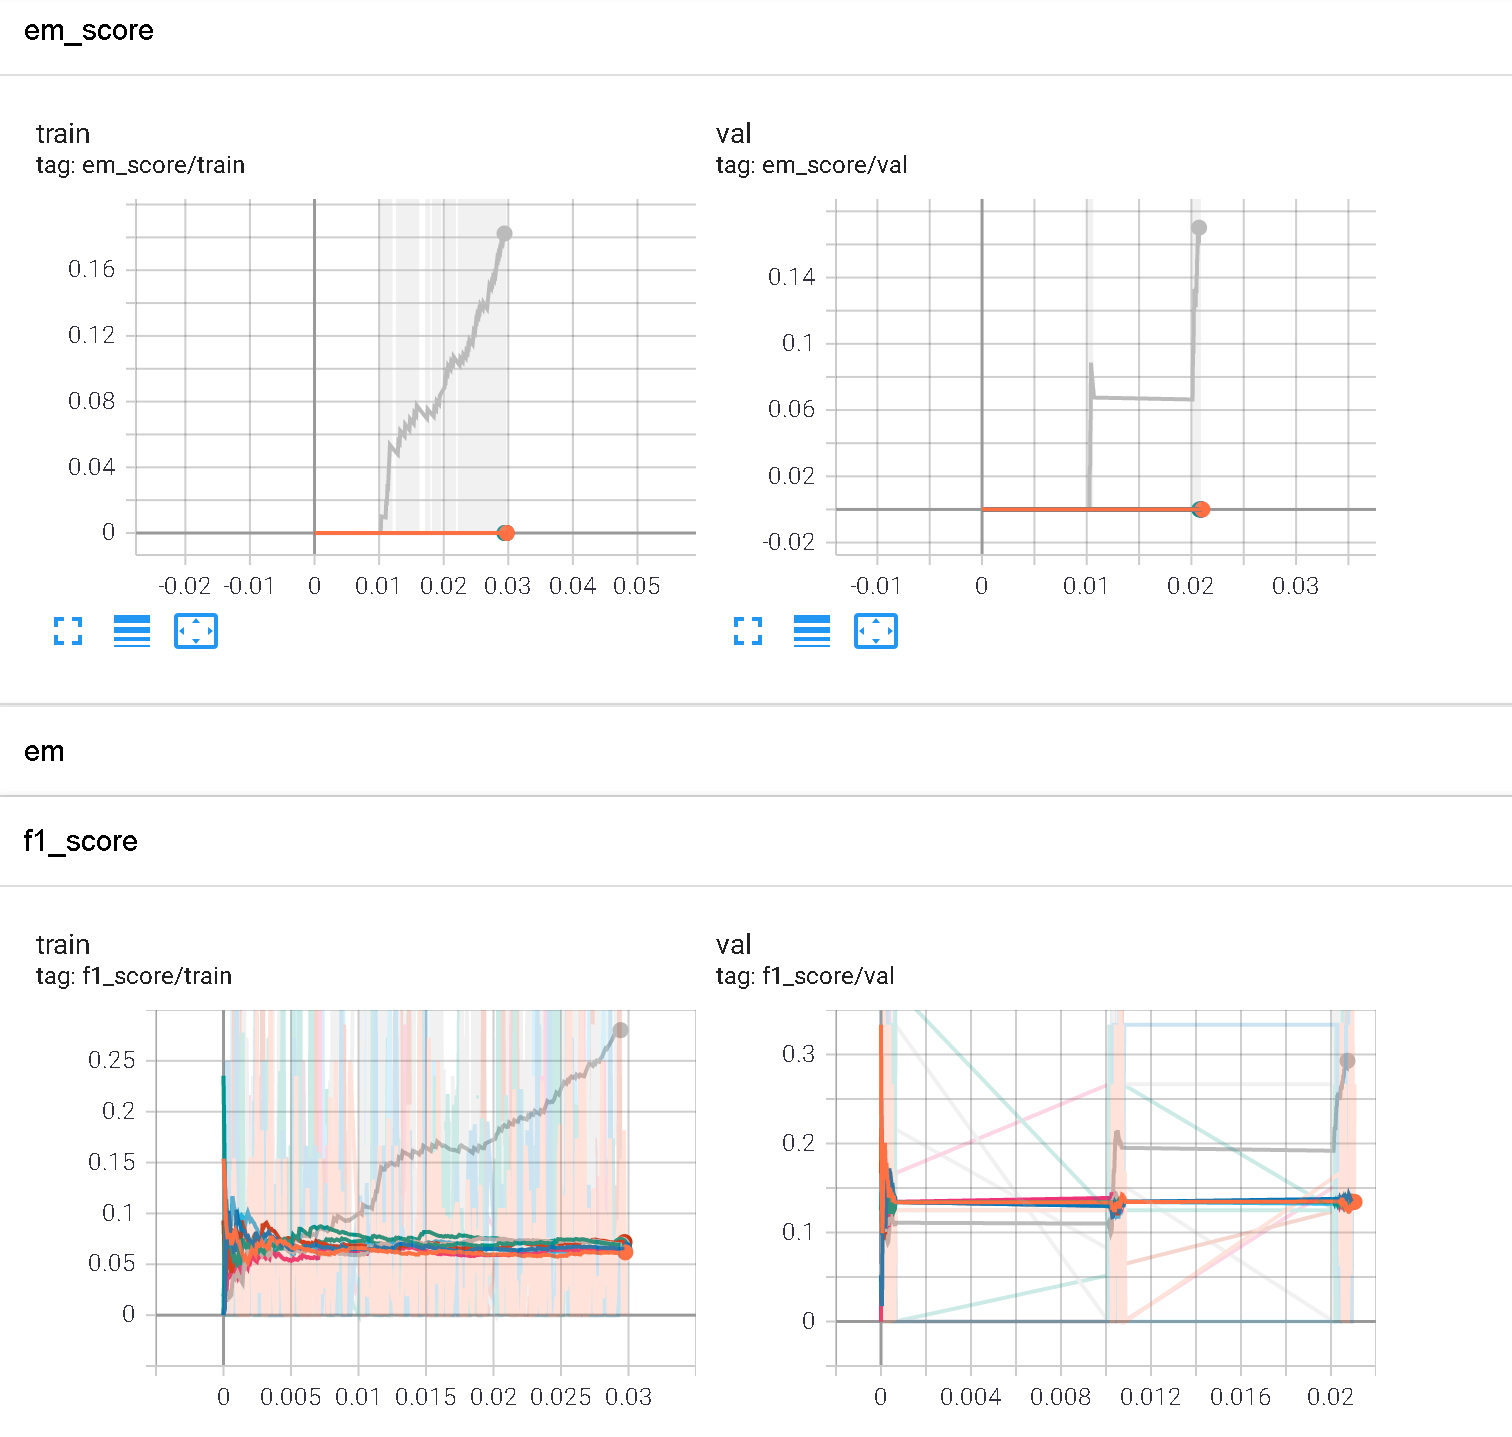 em_score
train
tag: em_score/train
0.16
0.12
0.08
0.04
0
-0.02 -0.01 0 0.01 0.02 0.03 0.04 0.05
val
tag: em_score/val
0.14
0.1
0.06
0.02
-0.02
-0.01 0 0.01 0.02 0.03
em
f1_score
train
tag: f1_score/train
0.25
0.2
0.15
0.1
0.05
0
0 0.005 0.01 0.015 0.02 0.025 0.03
val
tag: f1_score/val
0.3
0.2
0.1
0
0 0.004 0.008 0.012 0.016 0.02